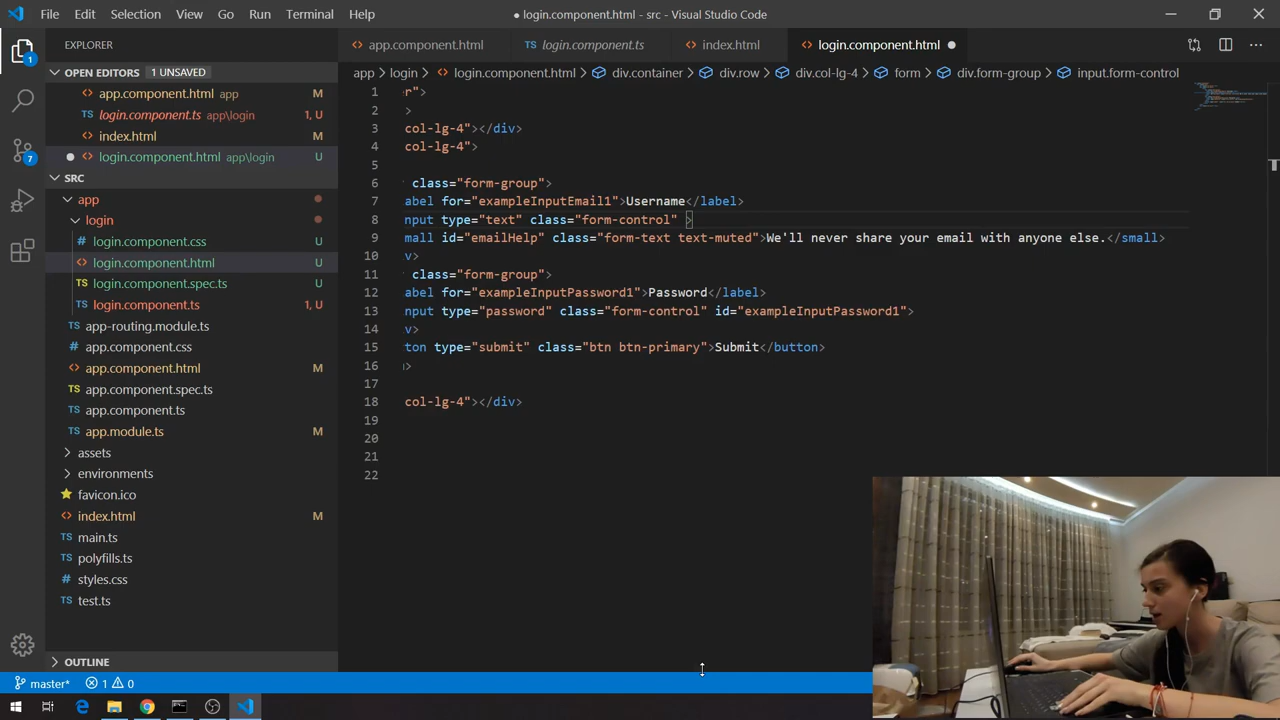 File Edit Selection View Go Run Terminal Help ● login.component.html - src - Visual Studio Code
EXPLORER
OPEN EDITORS 1 UNSAVED
app.component.html app M
login.component.ts app\login 1, U
index.html M
login.component.html app\login U
SRC
app
login
login.component.css U
login.component.html U
login.component.spec.ts U
login.component.ts 1, U
app-routing.module.ts
app.component.css
app.component.html M
app.component.spec.ts
app.component.ts
app.module.ts M
assets
environments
favicon.ico
index.html M
main.ts
polyfills.ts
styles.css
test.ts
OUTLINE
1
7
app.component.html login.component.ts index.html login.component.html
app > login > login.component.html > div.container > div.row > div.col-lg-4 > form > div.form-group > input.form-control
1 r">
2 >
3 col-lg-4"></div>
4 col-lg-4">
5
6 class="form-group">
7 abel for="exampleInputEmail1">Username</label>
8 nput type="text" class="form-control" >
9 mall id="emailHelp" class="form-text text-muted">We'll never share your email with anyone else.</small>
10 v>
11 class="form-group">
12 abel for="exampleInputPassword1">Password</label>
13 nput type="password" class="form-control" id="exampleInputPassword1">
14 v>
15 ton type="submit" class="btn btn-primary">Submit</button>
16 >
17
18 col-lg-4"></div>
19
20
21
22
master* 1 0